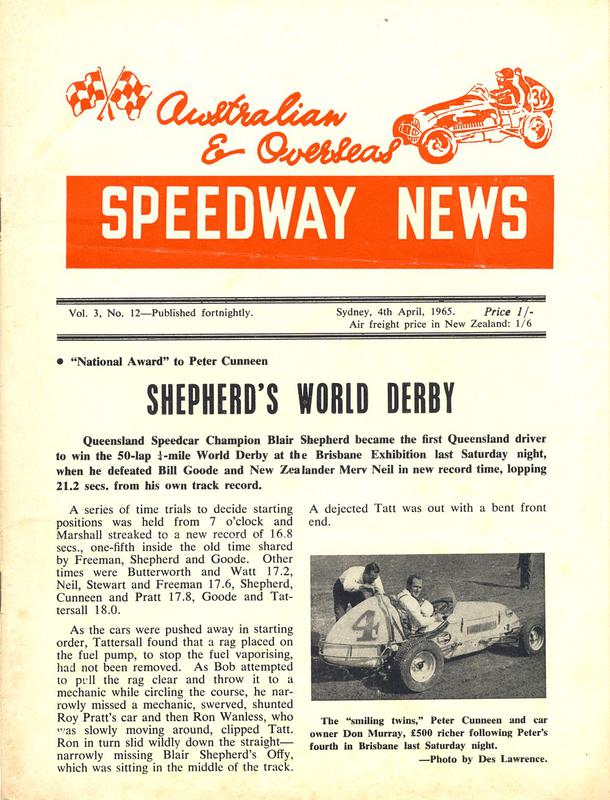 Australian
& Overseas
34
SPEEDWAY NEWS
Vol. 3, No. 12—Published fortnightly.
Sydney, 4th April, 1965. Price 1/-
Air freight price in New Zealand: 1/6
● “National Award” to Peter Cunneen
SHEPHERD'S WORLD DERBY
Queensland Speedcar Champion Blair Shepherd became the first Queensland driver
to win the 50-lap ¼-mile World Derby at the Brisbane Exhibition last Saturday night,
when he defeated Bill Goode and New Zealander Merv Neil in new record time, lopping
21.2 secs. from his own track record.
A series of time trials to decide starting
positions was held from 7 o'clock and
Marshall streaked to a new record of 16.8
secs., one-fifth inside the old time shared
by Freeman, Shepherd and Goode. Other
times were Butterworth and Watt 17.2,
Neil, Stewart and Freeman 17.6, Shepherd,
Cunneen and Pratt 17.8, Goode and Tat-
tersall 18.0.
As the cars were pushed away in starting
order, Tattersall found that a rag placed on
the fuel pump, to stop the fuel vaporising,
had not been removed. As Bob attempted
to pull the rag clear and throw it to a
mechanic while circling the course, he nar-
rowly missed a mechanic, swerved, shunted
Roy Pratt's car and then Ron Wanless, who
was slowly moving around, clipped Tatt.
Ron in turn slid wildly down the straight—
narrowly missing Blair Shepherd's Offy,
which was sitting in the middle of the track.
A dejected Tatt was out with a bent front
end.
4
The “smiling twins,” Peter Cunneen and car
owner Don Murray, £500 richer following Peter's
fourth in Brisbane last Saturday night.
—Photo by Des Lawrence.